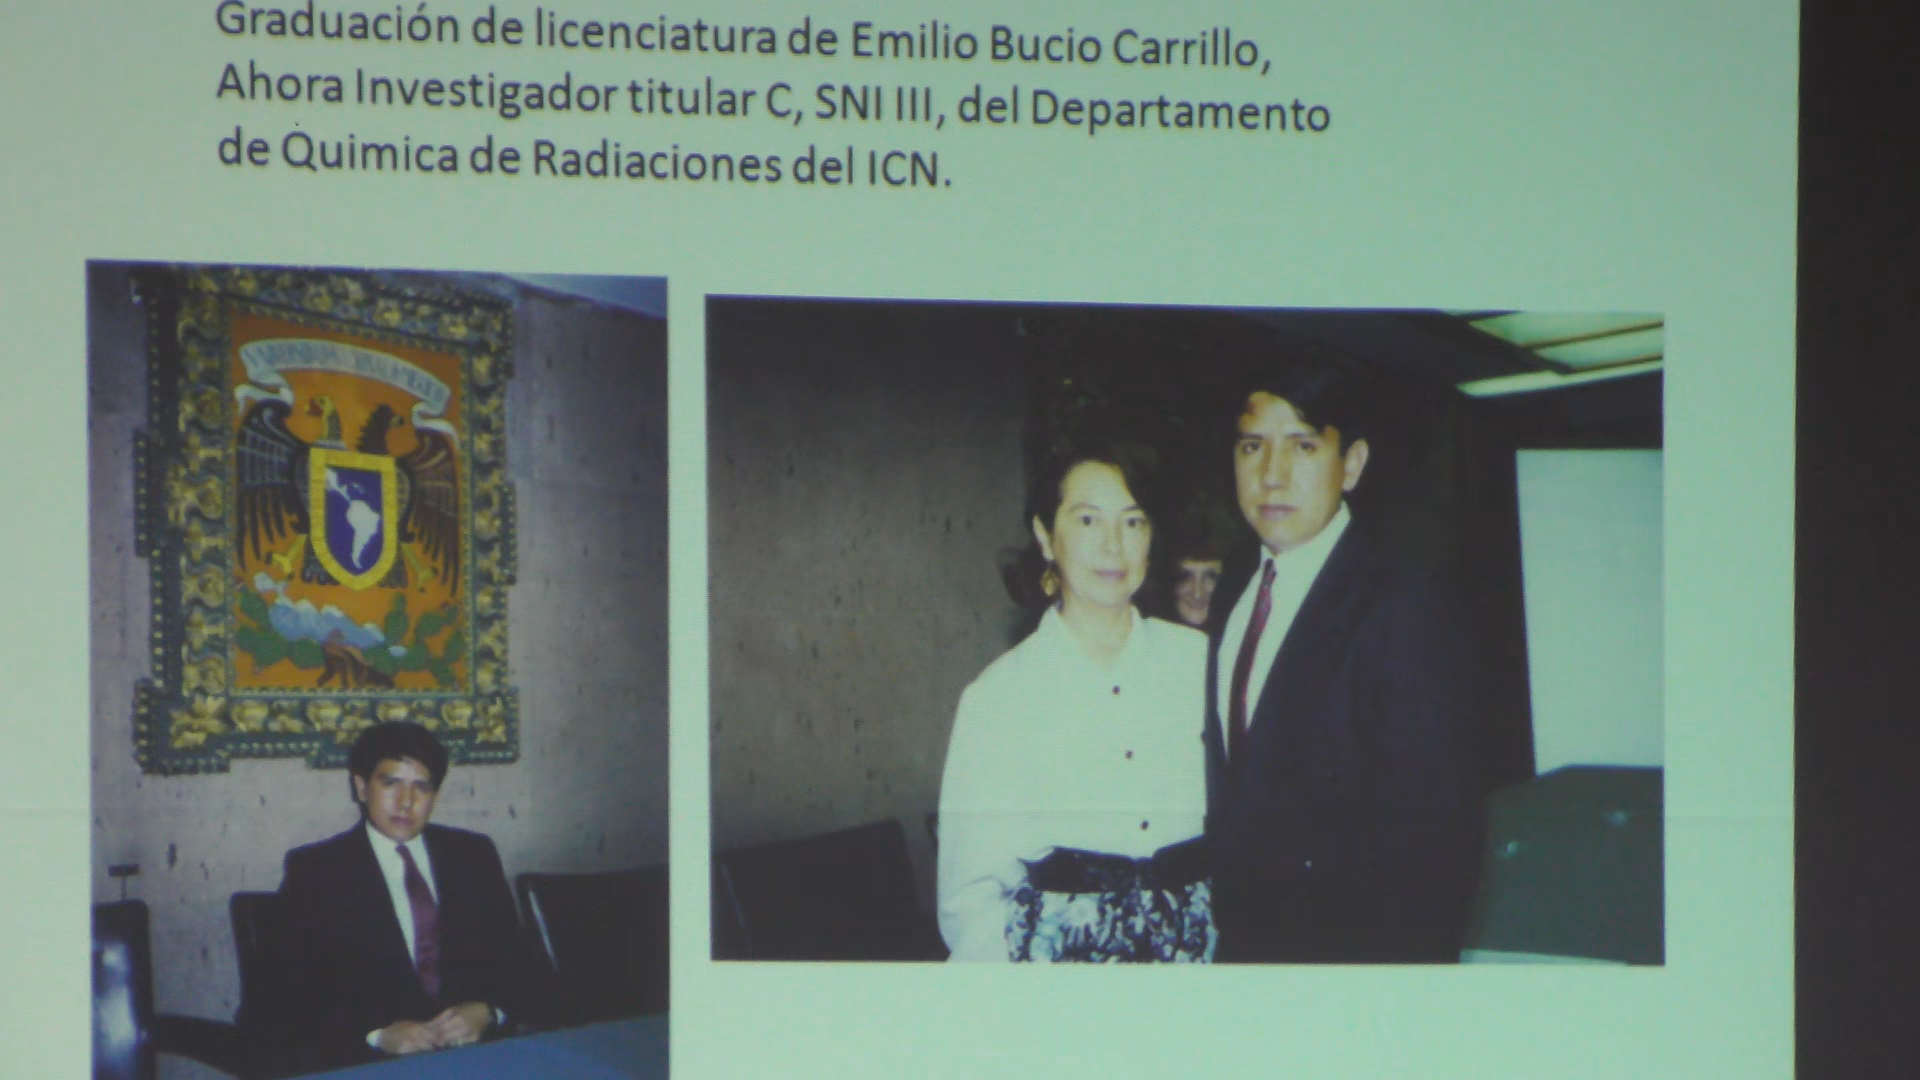 Graduación de licenciatura de Emilio Bucio Carrillo,
Ahora Investigador titular C, SNI III, del Departamento
de Quimica de Radiaciones del ICN.